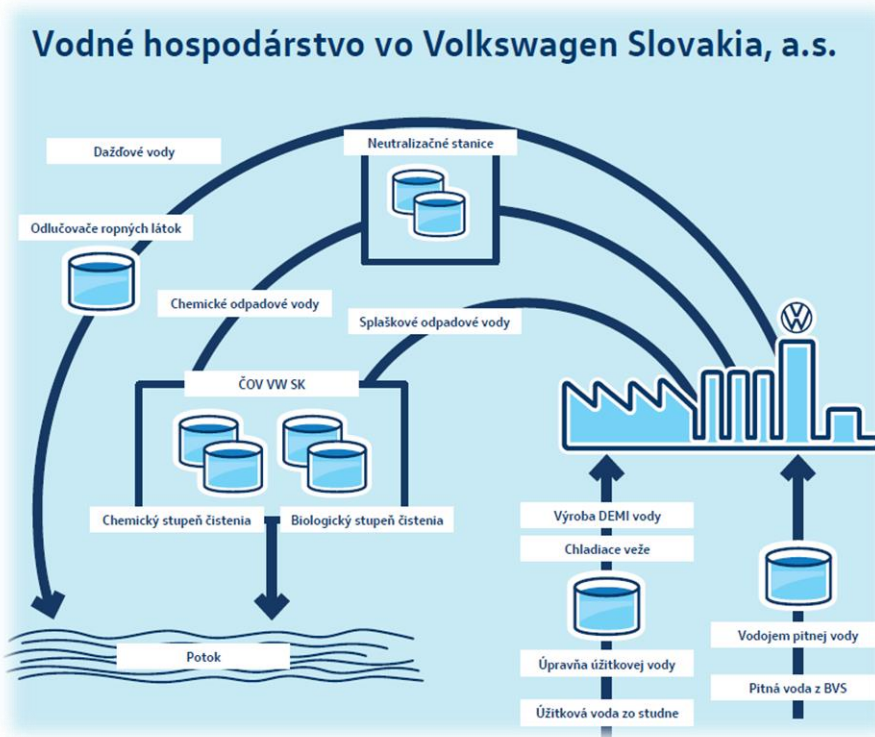 Vodné hospodárstvo vo Volkswagen Slovakia, a.s.
Dažďové vody
Neutralizačné stanice
Odlučovače ropných látok
Chemické odpadové vody
Splaškové odpadové vody
ČOV VW SK
Chemický stupeň čistenia
Biologický stupeň čistenia
Potok
Výroba DEMI vody
Chladiace veže
Úpravňa úžitkovej vody
Úžitková voda zo studne
Vodojem pitnej vody
Pitná voda z BVS